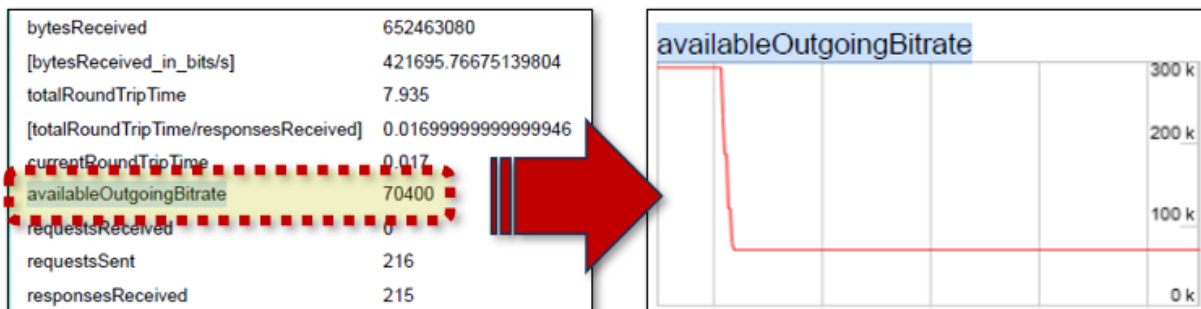 bytesReceived 652463080
[bytesReceived_in_bits/s] 421695.76675139804
totalRoundTripTime 7.935
[totalRoundTripTime/responsesReceived] 0.01699999999999946
currentRoundTripTime 0.017
availableOutgoingBitrate 70400
requestsReceived 0
requestsSent 216
responsesReceived 215
availableOutgoingBitrate
300 k
200 k
100 k
0 k